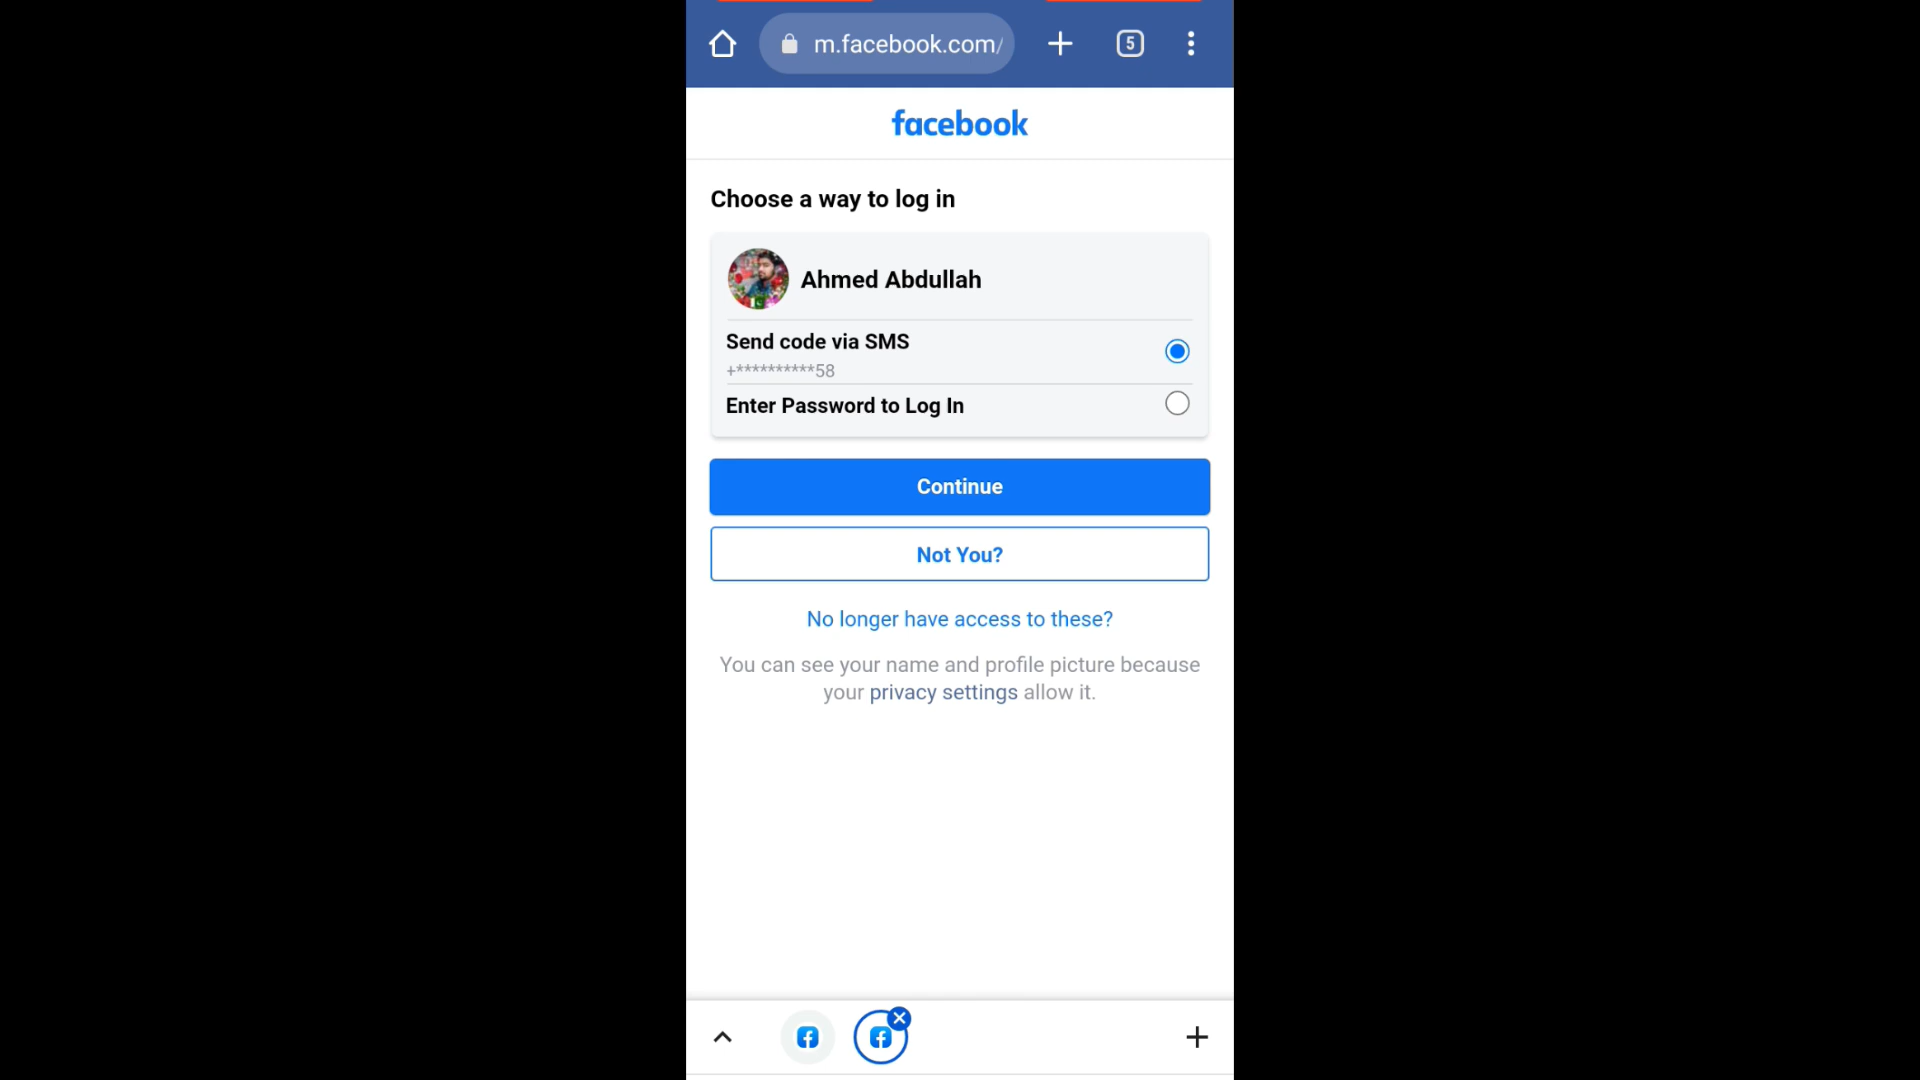 m.facebook.com/
5
facebook
Choose a way to log in
Ahmed Abdullah
Send code via SMS
+**********58
Enter Password to Log In
Continue
Not You?
No longer have access to these?
You can see your name and profile picture because
your privacy settings allow it.